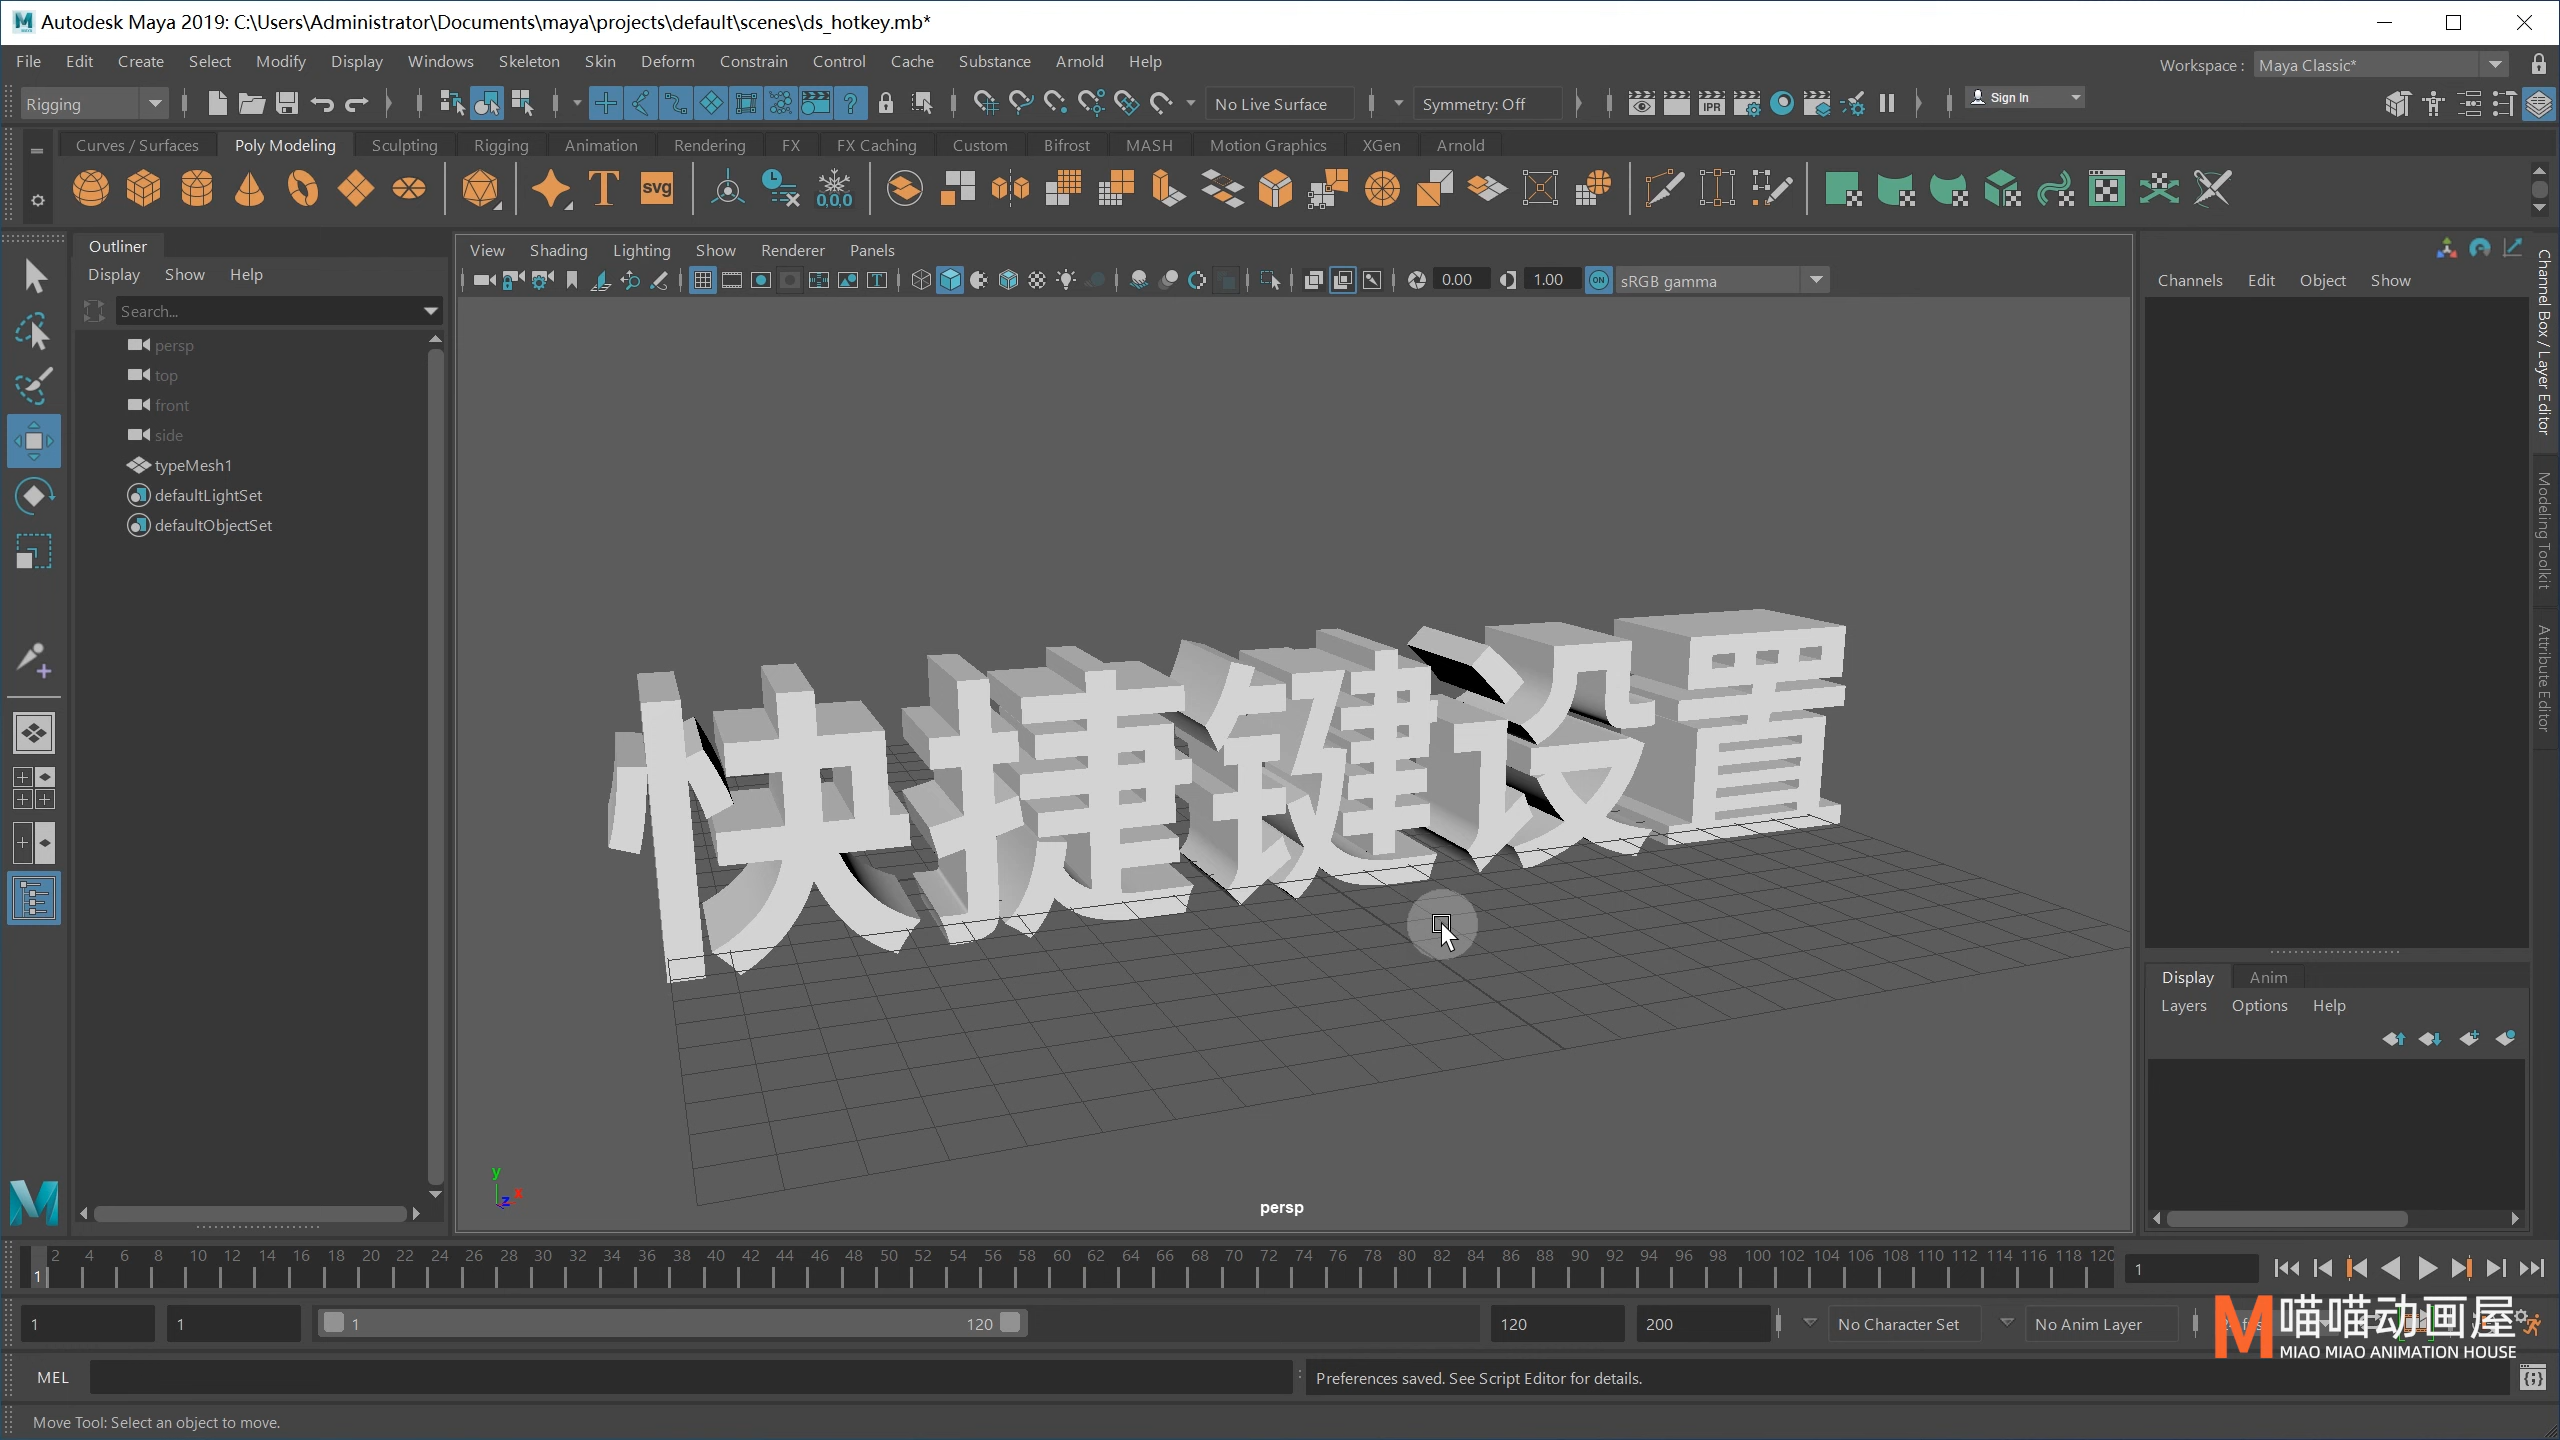 Autodesk Maya 2019: C:\Users\Administrator\Documents\maya\projects\default\scenes\ds_hotkey.mb*
File Edit Create Select Modify Display Windows Skeleton Skin Deform Constrain Control Cache Substance Arnold Help
Workspace : Maya Classic*
Rigging
No Live Surface
Symmetry: Off
IPR
Sign In
Curves / Surfaces Poly Modeling Sculpting Rigging Animation Rendering FX FX Caching Custom Bifrost MASH Motion Graphics XGen Arnold
T svg 0,0,0
Outliner
Display Show Help
Search...
persp
top
front
side
typeMesh1
defaultLightSet
defaultObjectSet
View Shading Lighting Show Renderer Panels
0.00 1.00 ON sRGB gamma
快捷键设置
y
z x
persp
Channels Edit Object Show
Channel Box / Layer Editor
Modeling Toolkit
Attribute Editor
Display Anim
Layers Options Help
2 4 6 8 10 12 14 16 18 20 22 24 26 28 30 32 34 36 38 40 42 44 46 48 50 52 54 56 58 60 62 64 66 68 70 72 74 76 78 80 82 84 86 88 90 92 94 96 98 100 102 104 106 108 110 112 114 116 118 120
1
1
1 1 1 120 120 200 No Character Set No Anim Layer
喵喵动画屋
MIAO MIAO ANIMATION HOUSE
MEL
Preferences saved. See Script Editor for details.
Move Tool: Select an object to move.